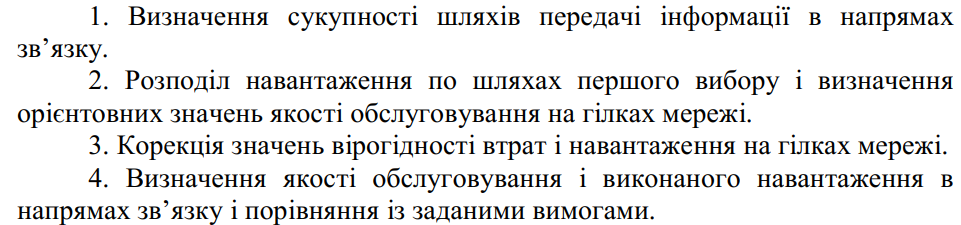 1. Визначення сукупності шляхів передачі інформації в напрямах
зв’язку.
2. Розподіл навантаження по шляхах першого вибору і визначення
орієнтовних значень якості обслуговування на гілках мережі.
3. Корекція значень вірогідності втрат і навантаження на гілках мережі.
4. Визначення якості обслуговування і виконаного навантаження в
напрямах зв’язку і порівняння із заданими вимогами.